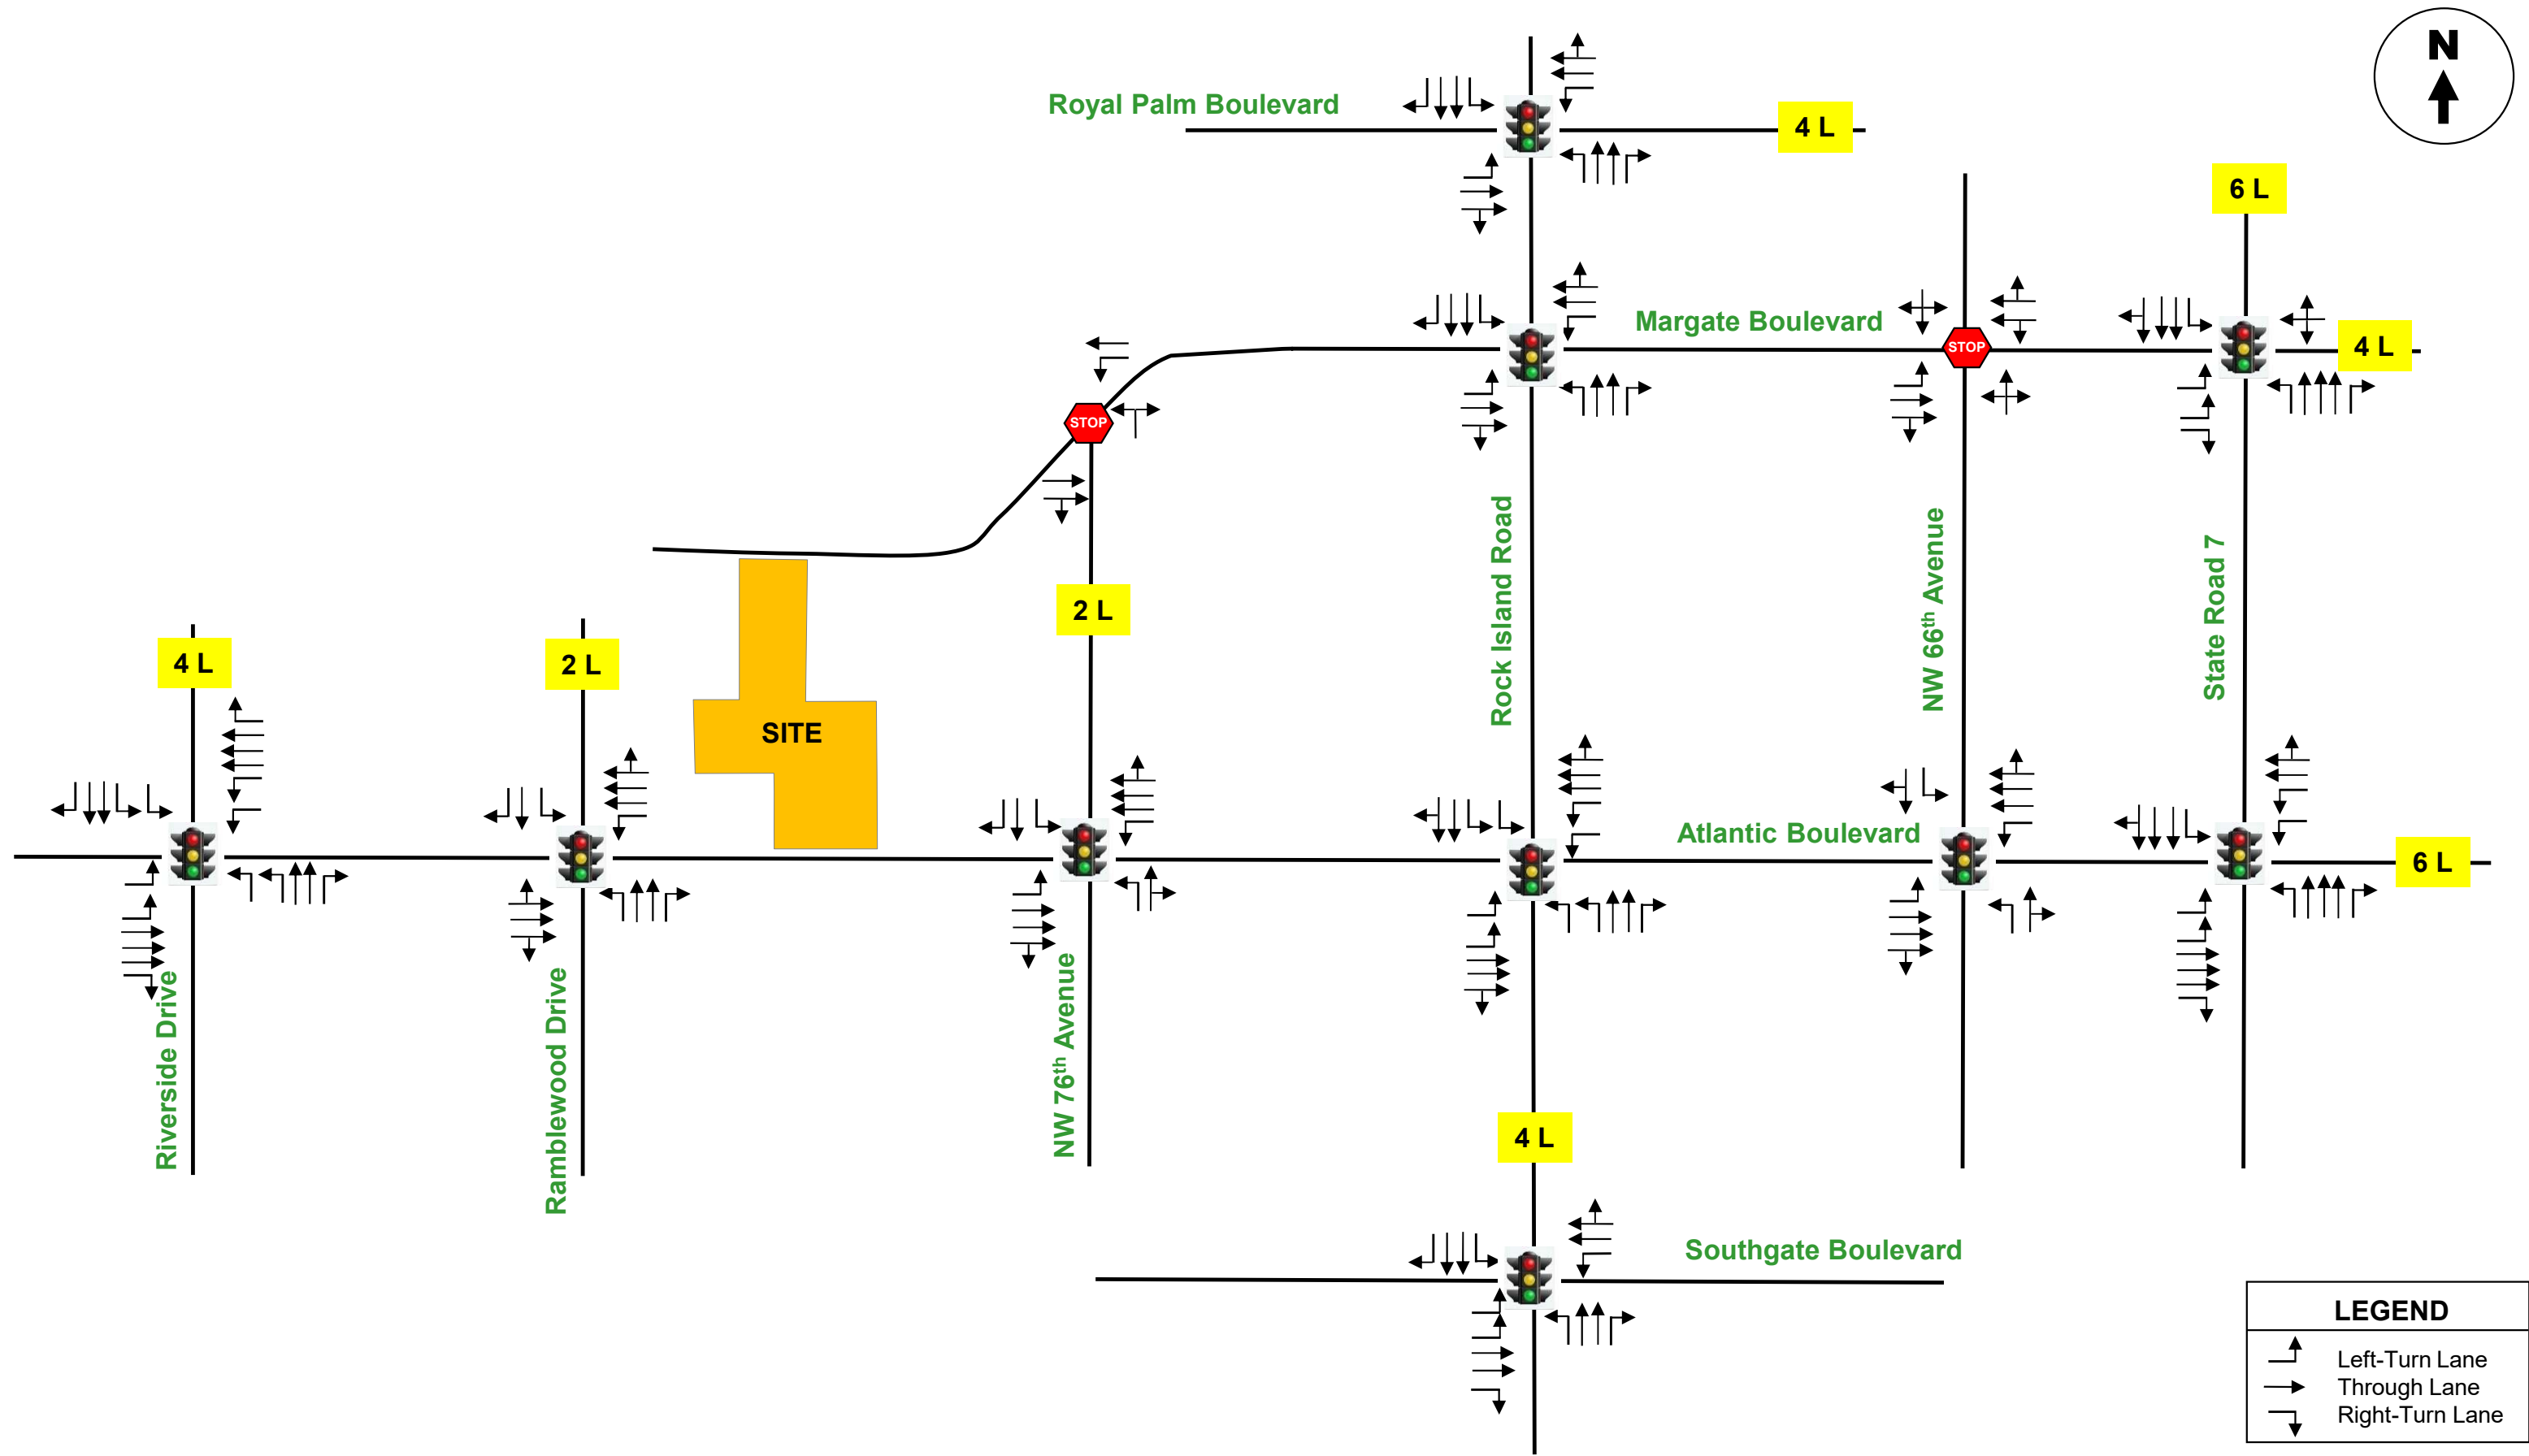 N
Royal Palm Boulevard
4 L
6 L
Margate Boulevard
STOP
4 L
STOP
Rock Island Road
NW 66th Avenue
State Road 7
2 L
4 L
2 L
SITE
Atlantic Boulevard
6 L
Riverside Drive
Ramblewood Drive
NW 76th Avenue
4 L
Southgate Boulevard
LEGEND
Left-Turn Lane
Through Lane
Right-Turn Lane